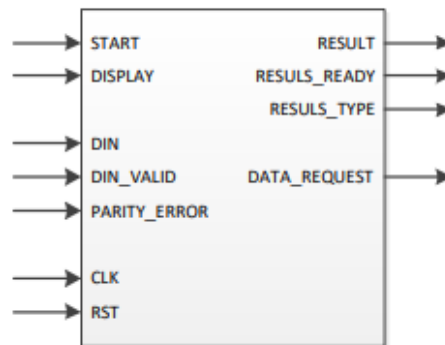 START RESULT
DISPLAY RESULS_READY
RESULS_TYPE
DIN
DIN_VALID DATA_REQUEST
PARITY_ERROR
CLK
RST